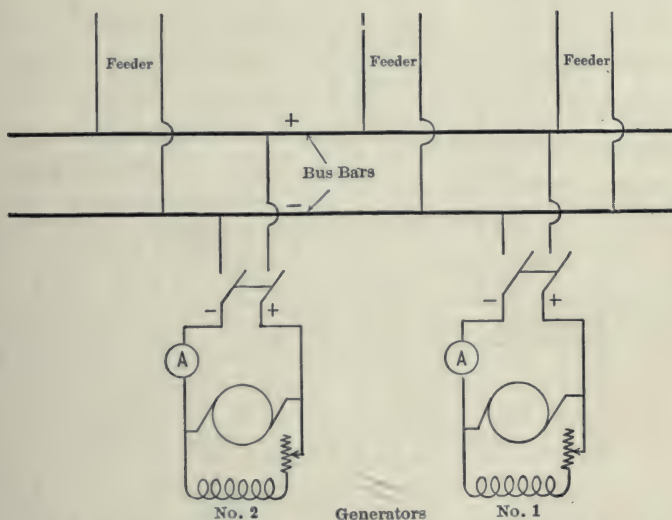 Feeder Feeder Feeder
+
Bus Bars
−
− + − +
A A
No. 2 Generators No. 1